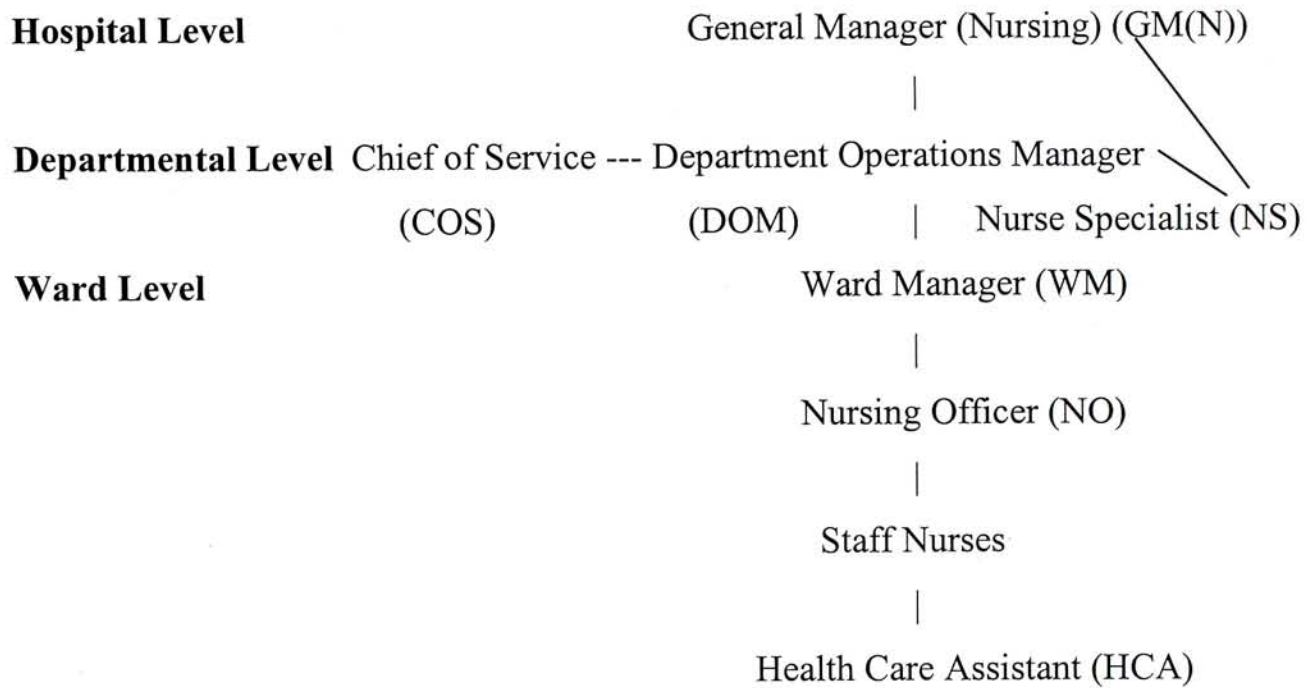 Hospital Level General Manager (Nursing) (GM(N))
|
Departmental Level Chief of Service --- Department Operations Manager
(COS) (DOM) | Nurse Specialist (NS)
Ward Level Ward Manager (WM)
|
Nursing Officer (NO)
|
Staff Nurses
|
Health Care Assistant (HCA)